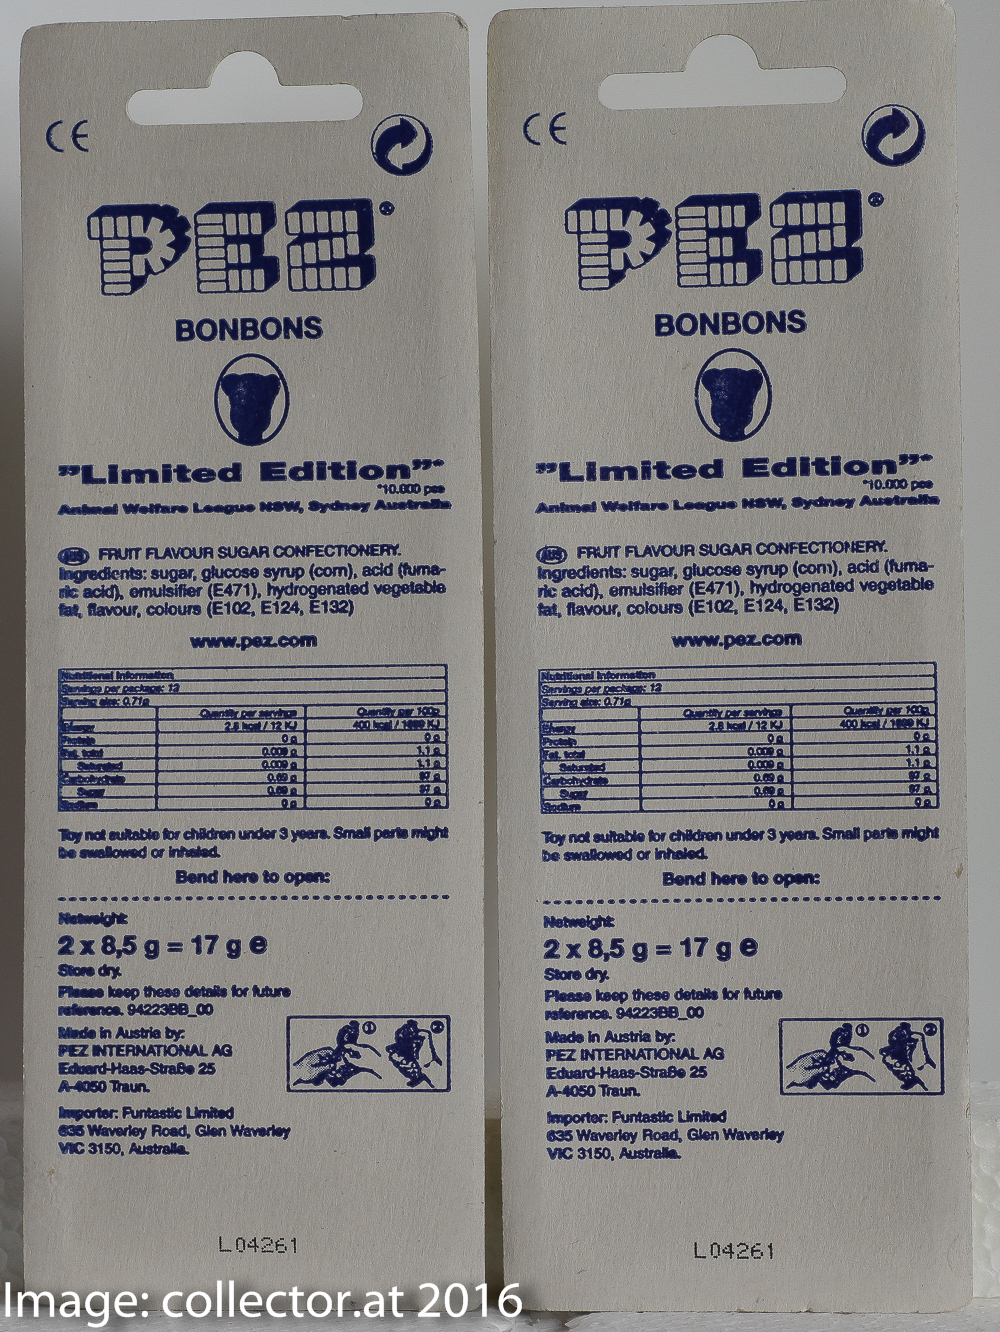 CE
PEZ®
BONBONS
"Limited Edition"*
*10.000 pcs
Animal Welfare League NSW, Sydney Australia
AUS FRUIT FLAVOUR SUGAR CONFECTIONERY.
Ingredients: sugar, glucose syrup (corn), acid (fuma-
ric acid), emulsifier (E471), hydrogenated vegetable
fat, flavour, colours (E102, E124, E132)
www.pez.com
Nutritional Information
Servings per package: 12
Serving size: 0.71g
Quantity per servings Quantity per 100g
Energy 2.8 kcal / 12 KJ 400 kcal / KJ
Protein 0 g 0 g
Fat, total 0.009 g 1.1 g
Saturated 0.009 g 1.1 g
Carbohydrate 0.69 g 97 g
Sugar 0.69 g 97 g
Sodium 0 g 0 g
Toy not suitable for children under 3 years. Small parts might
be swallowed or inhaled.
Bend here to open:
Netweight:
2 x 8,5 g = 17 g e
Store dry.
Please keep these details for future
reference. 94223BB_00
Made in Austria by:
PEZ INTERNATIONAL AG
Eduard-Haas-Straße 25
A-4050 Traun.
1 2
Importer: Funtastic Limited
635 Waverley Road, Glen Waverley
VIC 3150, Australia.
L04261
CE
PEZ®
BONBONS
"Limited Edition"*
*10.000 pcs
Animal Welfare League NSW, Sydney Australia
AUS FRUIT FLAVOUR SUGAR CONFECTIONERY.
Ingredients: sugar, glucose syrup (corn), acid (fuma-
ric acid), emulsifier (E471), hydrogenated vegetable
fat, flavour, colours (E102, E124, E132)
www.pez.com
Nutritional Information
Servings per package: 12
Serving size: 0.71g
Quantity per servings Quantity per 100g
Energy 2.8 kcal / 12 KJ 400 kcal / KJ
Protein 0 g 0 g
Fat, total 0.009 g 1.1 g
Saturated 0.009 g 1.1 g
Carbohydrate 0.69 g 97 g
Sugar 0.69 g 97 g
Sodium 0 g 0 g
Toy not suitable for children under 3 years. Small parts might
be swallowed or inhaled.
Bend here to open:
Netweight:
2 x 8,5 g = 17 g e
Store dry.
Please keep these details for future
reference. 94223BB_00
Made in Austria by:
PEZ INTERNATIONAL AG
Eduard-Haas-Straße 25
A-4050 Traun.
1 2
Importer: Funtastic Limited
635 Waverley Road, Glen Waverley
VIC 3150, Australia.
L04261
Image: collector.at 2016